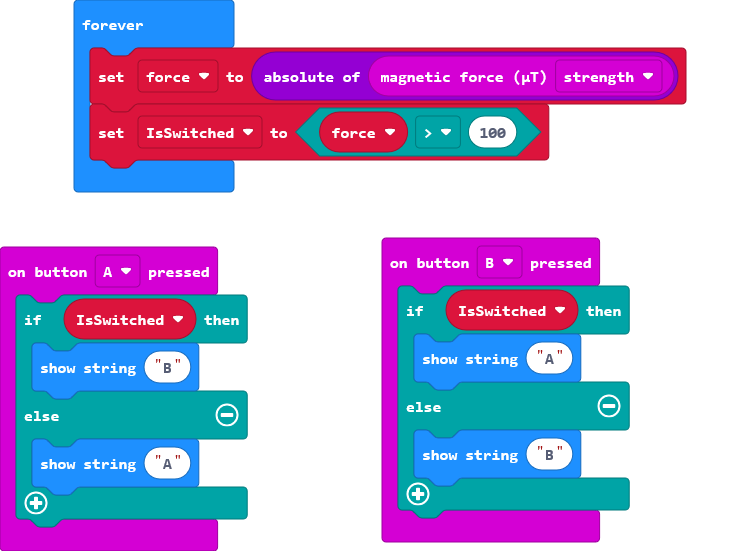 forever
set force to absolute of magnetic force (µT) strength
set IsSwitched to force > 100
on button A pressed
if IsSwitched then
show string "B"
else
show string "A"
on button B pressed
if IsSwitched then
show string "A"
else
show string "B"